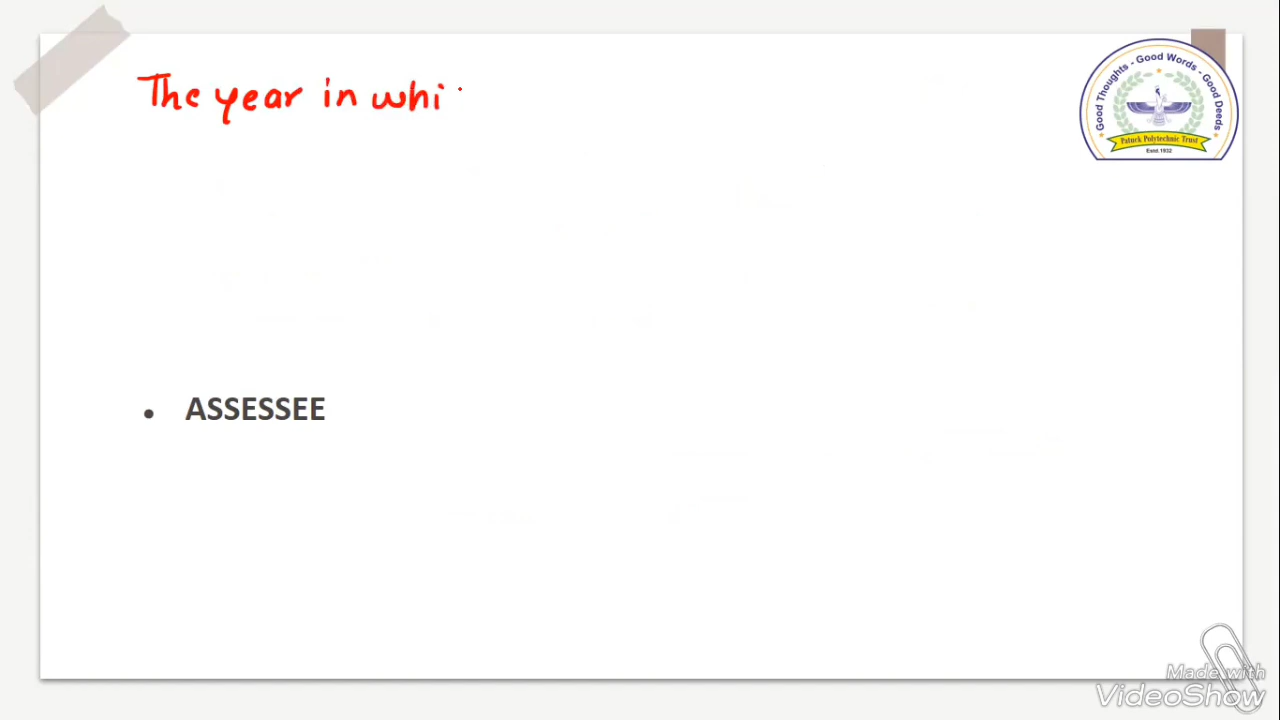 The year in whi
Good Thoughts - Good Words - Good Deeds
Patuck Polytechnic Trust
Estd. 1932
• ASSESSEE
Made with
VideoShow